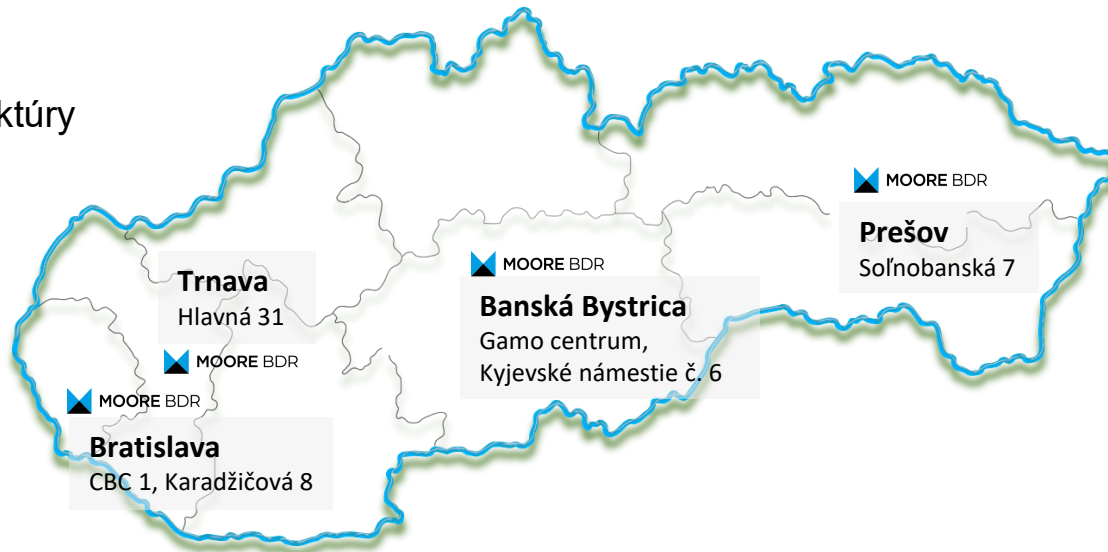 ktúry
MOORE BDR
Prešov
Soľnobanská 7
Trnava
Hlavná 31
MOORE BDR
Banská Bystrica
Gamo centrum,
Kyjevské námestie č. 6
MOORE BDR
MOORE BDR
Bratislava
CBC 1, Karadžičová 8